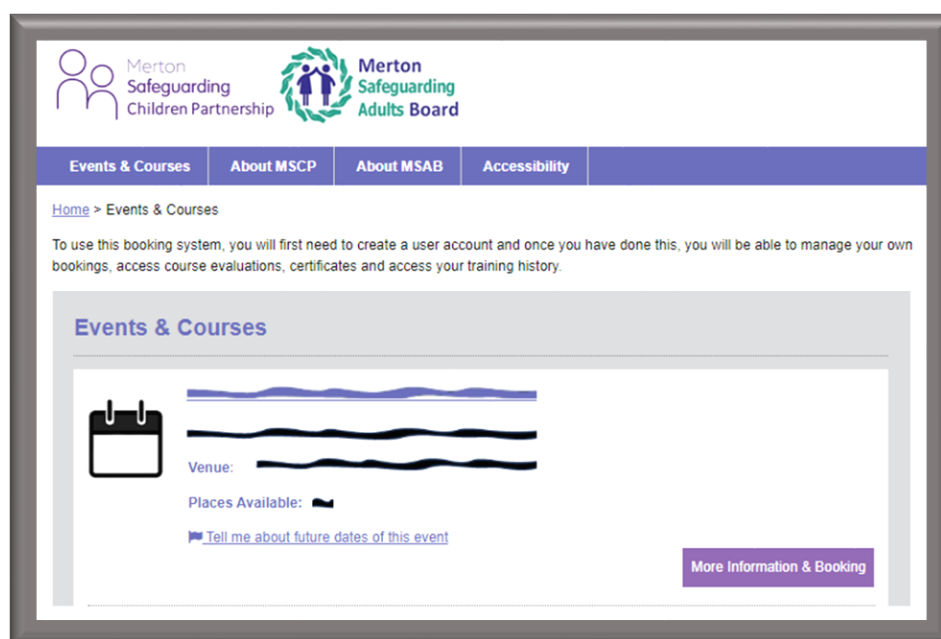 Merton
Safeguarding
Children Partnership
Merton
Safeguarding
Adults Board
Events & Courses About MSCP About MSAB Accessibility
Home > Events & Courses
To use this booking system, you will first need to create a user account and once you have done this, you will be able to manage your own
bookings, access course evaluations, certificates and access your training history.
Events & Courses
Venue:
Places Available:
Tell me about future dates of this event
More Information & Booking